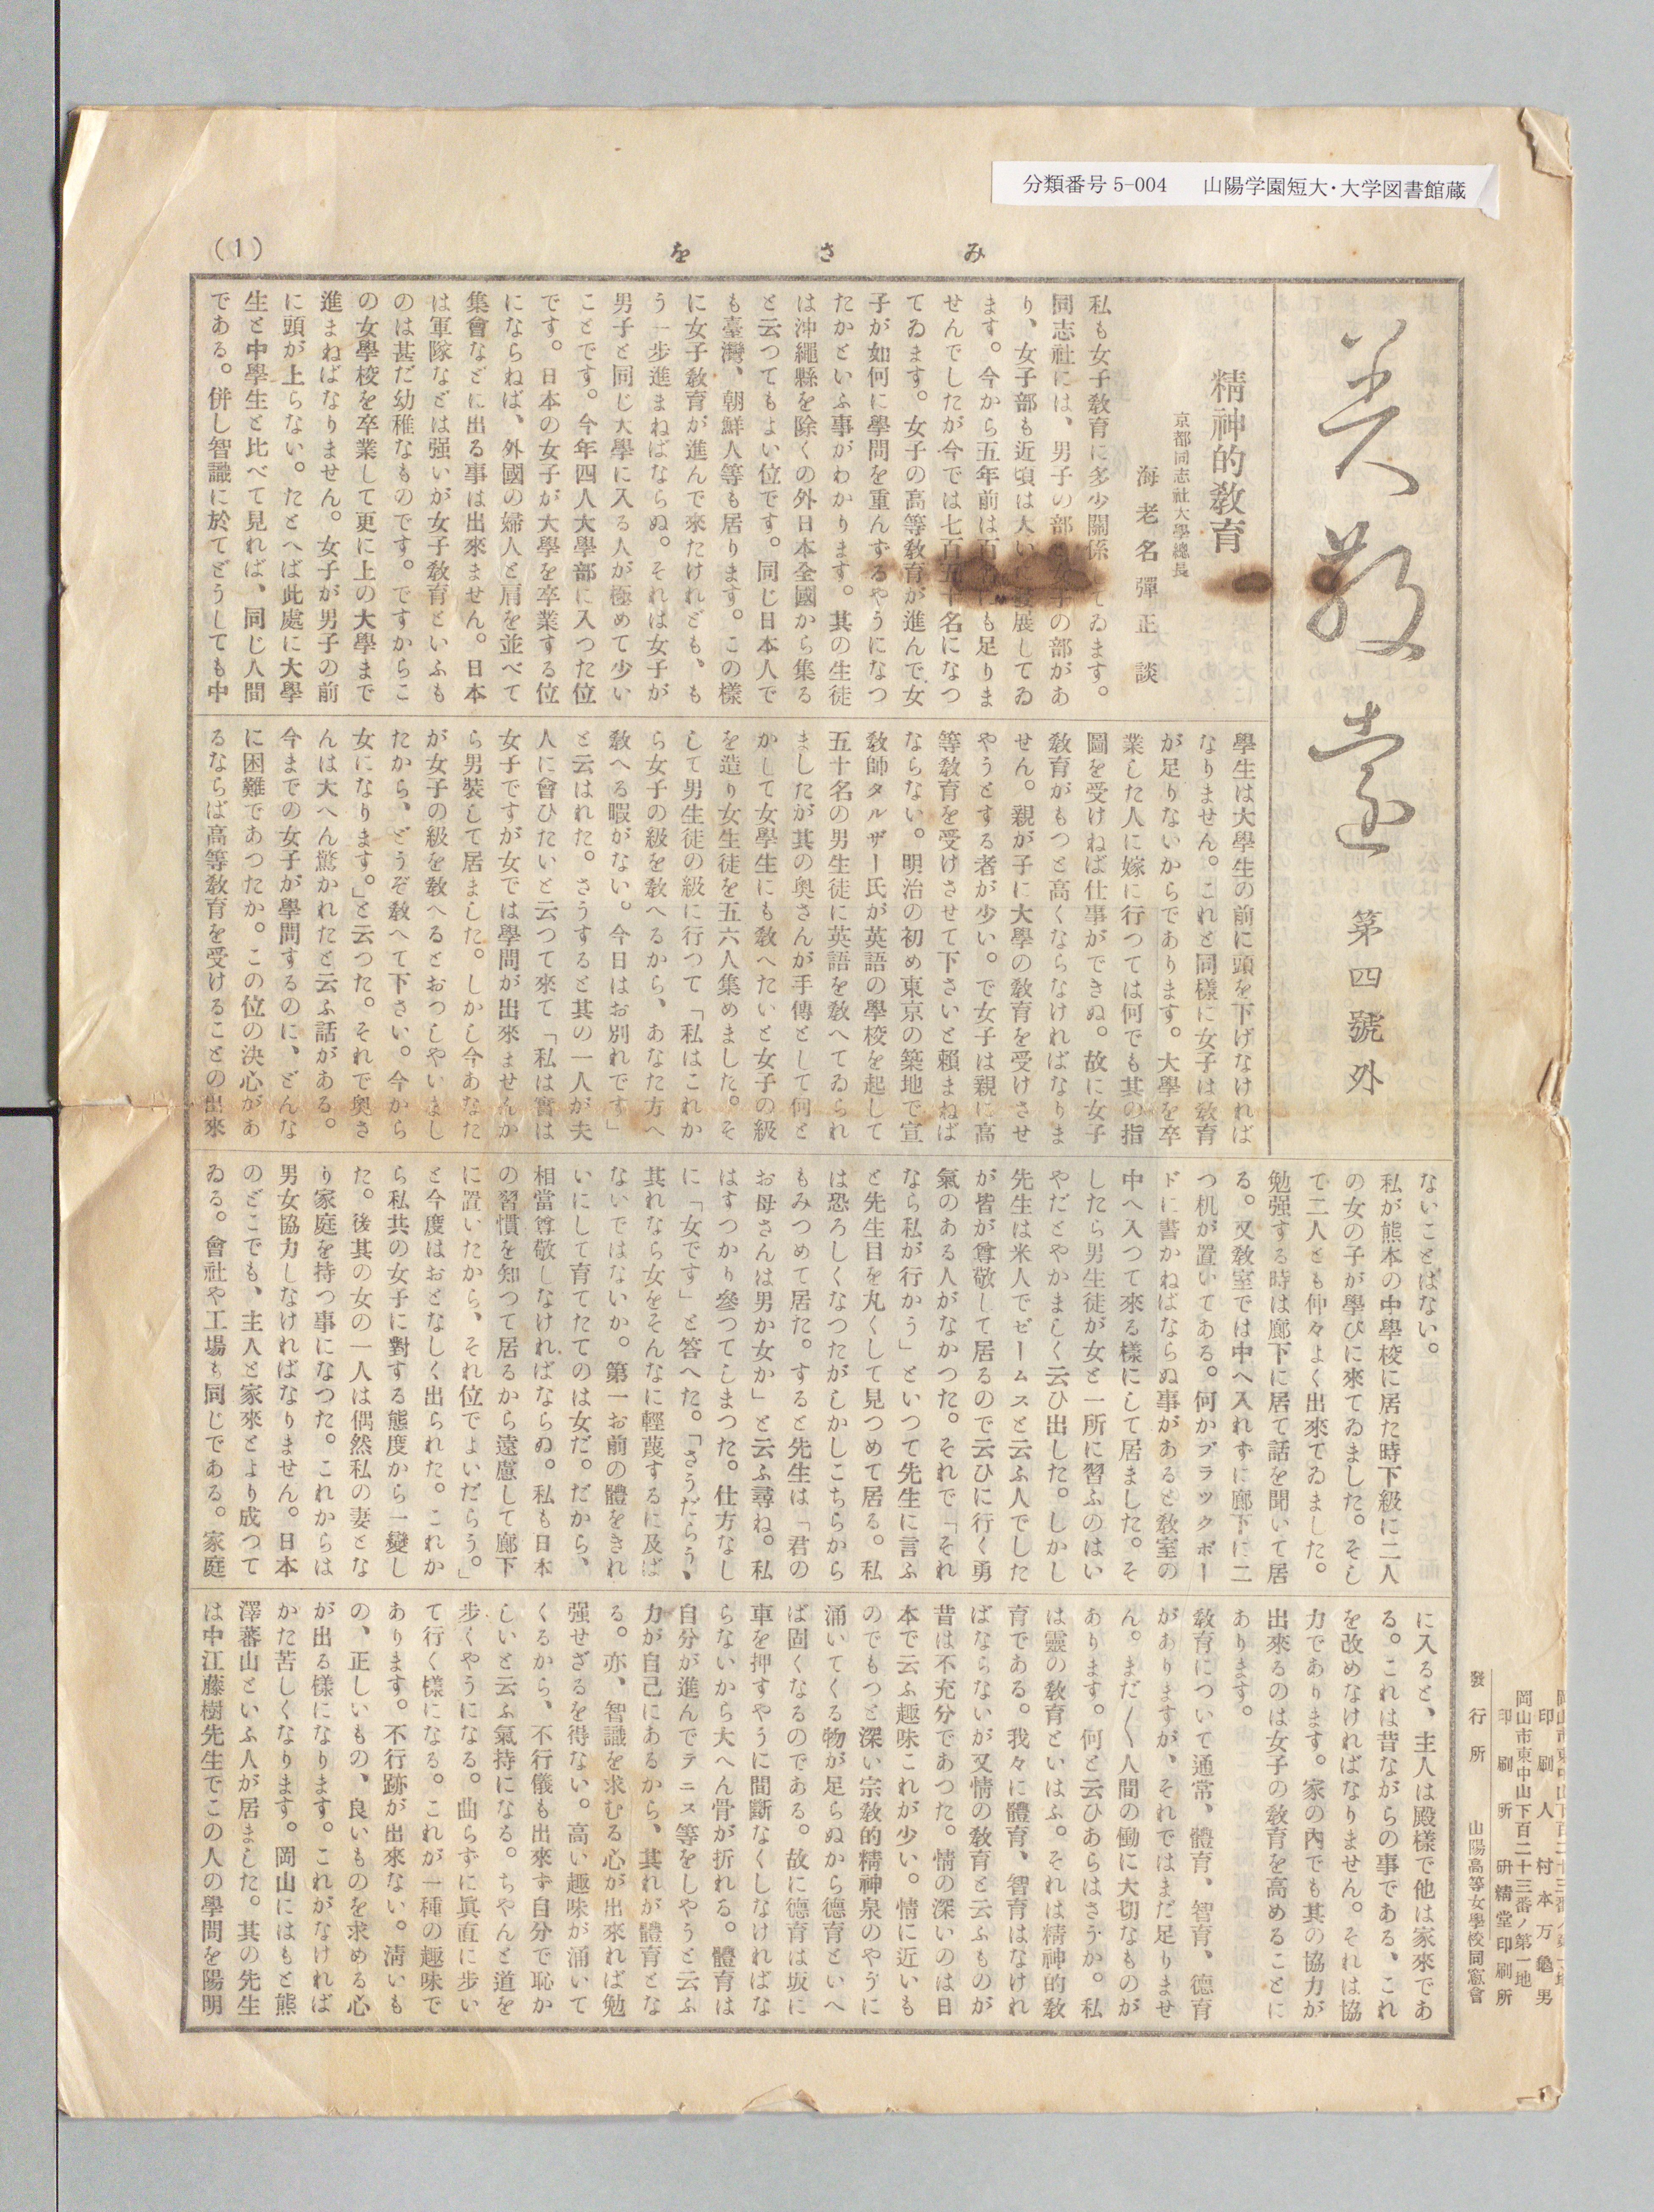 分類番号 5-004　山陽学園短大・大学図書館蔵
みさを
(1)
第四號外
精神的敎育
京都同志社大學總長
海老名彈正 談
私も女子敎育に多少關係してゐます。
同志社には、男子の部と女子の部があ
り、女子部も近頃は大いに發展してゐ
ます。今から五年前は百名にも足りま
せんでしたが今では七百五十名になつ
てゐます。女子の高等敎育が進んで女
子が如何に學問を重んずるやうになつ
たかといふ事がわかります。其の生徒
は沖繩縣を除くの外日本全國から集る
と云つてもよい位です。同じ日本人で
も臺灣、朝鮮人等も居ります。この樣
に女子敎育が進んで來たけれども、も
う一步進まねばならぬ。それは女子が
男子と同じ大學に入る人が極めて少い
ことです。今年四人大學部に入つた位
です。日本の女子が大學を卒業する位
にならねば、外國の婦人と肩を並べて
集會などに出る事は出來ません。日本
は軍隊などは强いが女子敎育といふも
のは甚だ幼稚なものです。ですからこ
の女學校を卒業して更に上の大學まで
進まねばなりません。女子が男子の前
に頭が上らない。たとへば此處に大學
生と中學生と比べて見れば、同じ人間
である。併し智識に於てどうしても中
學生は大學生の前に頭を下げなければ
なりません。これと同樣に女子は敎育
が足りないからであります。大學を卒
業した人に嫁に行つては何でも其の指
圖を受けねば仕事ができぬ。故に女子
敎育がもつと高くならなければなりま
せん。親が子に大學の敎育を受けさせ
やうとする者が少い。で女子は親に高
等敎育を受けさせて下さいと賴まねば
ならない。明治の初め東京の築地で宣
敎師タルザー氏が英語の學校を起して
五十名の男生徒に英語を敎へてゐられ
ましたが其の奧さんが手傳として何と
かして女學生にも敎へたいと女子の級
を造り女生徒を五六人集めました。そ
して男生徒の級に行つて「私はこれか
ら女子の級を敎へるから、あなた方へ
敎へる暇がない。今日はお別れです」
と云はれた。さうすると其の一人が夫
人に會ひたいと云つて來て「私は實は
女子ですが女では學問が出來ませんか
ら男裝して居ました。しかし今あなた
が女子の級を敎へるとおつしやいまし
たから、どうぞ敎へて下さい。今から
女になります。」と云つた。それで奧さ
んは大へん驚かれたと云ふ話がある。
今までの女子が學問するのに、どんな
に困難であつたか。この位の決心があ
るならば高等敎育を受けることの出來
ないことはない。
私が熊本の中學校に居た時下級に二人
の女の子が學びに來てゐました。そし
て二人とも仲々よく出來てゐました。
勉强する時は廊下に居て話を聞いて居
る。又敎室では中へ入れずに廊下に二
つ机が置いてある。何かブラックボー
ドに書かねばならぬ事があると敎室の
中へ入つて來る樣にして居ました。そ
したら男生徒が女と一所に習ふのはい
やだとやかましく云ひ出した。しかし
先生は米人でゼームスと云ふ人でした
が皆が尊敬して居るので云ひに行く勇
氣のある人がなかつた。それで「それ
なら私が行かう」といつて先生に言ふ
と先生目を丸くして見つめて居る。私
は恐ろしくなつたがしかしこちらから
もみつめて居た。すると先生は「君の
お母さんは男か女か」と云ふ尋ね。私
はすつかり參つてしまつた。仕方なし
に「女です」と答へた。「さうだらう、
其れなら女をそんなに輕蔑するに及ば
ないではないか。第一お前の體をきれ
いにして育てたてのは女だ。だから、
相當尊敬しなければならぬ。私も日本
の習慣を知つて居るから遠慮して廊下
に置いたから、それ位でよいだらう。」
と今度はおとなしく出られた。これか
ら私共の女子に對する態度から一變し
た。後其の女の一人は偶然私の妻とな
り家庭を持つ事になつた。これからは
男女協力しなければなりません。日本
のどこでも、主人と家來とより成つて
ゐる。會社や工場も同じである。家庭
に入ると、主人は殿樣で他は家來であ
る。これは昔ながらの事である、これ
を改めなければなりません。それは協
力であります。家の內でも其の協力が
出來るのは女子の敎育を高めることに
あります。
敎育について通常、體育、智育、德育
がありますが、それではまだ足りませ
ん。まだ〱人間の働に大切なものが
あります。何と云ひあらはさうか。私
は靈の敎育といはふ。それは精神的敎
育である。我々に體育、智育はなけれ
ばならないが又情の敎育と云ふものが
昔は不充分であつた。情の深いのは日
本で云ふ趣味これが少い。情に近いも
のでもつと深い宗敎的精神泉のやうに
涌いてくる物が足らぬから德育といへ
ば固くなるのである。故に德育は坂に
車を押すやうに間斷なくしなければな
らないから大へん骨が折れる。體育は
自分が進んでテニス等をしやうと云ふ
力が自己にあるから、其れが體育とな
る。亦、智識を求むる心が出來れば勉
强せざるを得ない。高い趣味が涌いて
くるから、不行儀も出來ず自分で恥か
しいと云ふ氣持になる。ちやんと道を
步くやうになる。曲らずに眞直に步い
て行く樣になる。これが一種の趣味で
あります。不行跡が出來ない。淸いも
の、正しいもの、良いものを求める心
が出る樣になります。これがなければ
かた苦しくなります。岡山にはもと熊
澤蕃山といふ人が居ました。其の先生
は中江藤樹先生でこの人の學問を陽明
印刷人　村本万龜男
岡山市東中山下百二十三番ノ第一地
印刷所　硏精堂印刷所
發行所　山陽高等女學校同窓會